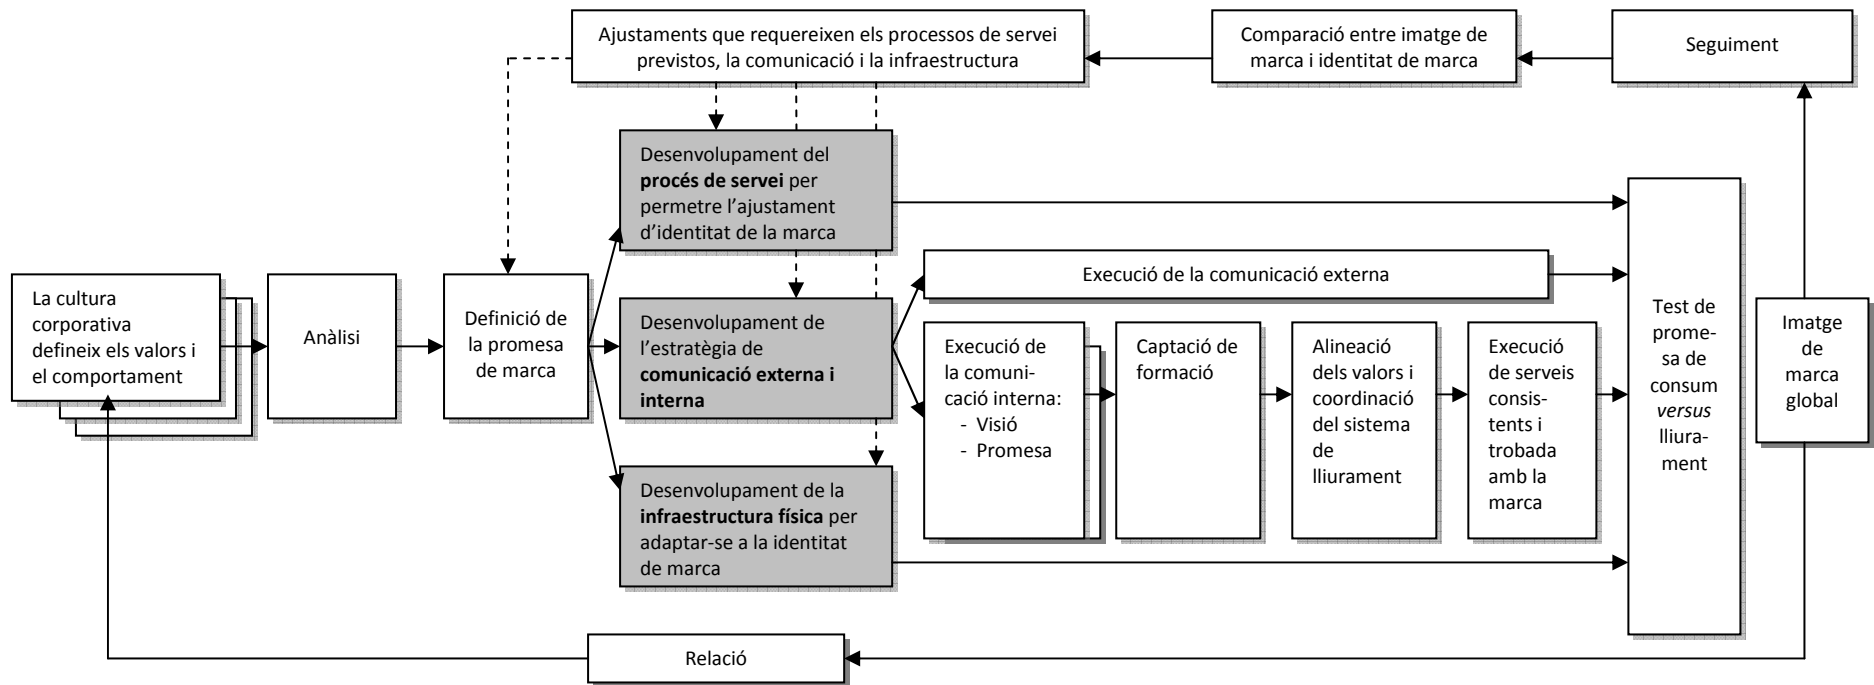 Ajustaments que requereixen els processos de servei
previstos, la comunicació i la infraestructura
Comparació entre imatge de
marca i identitat de marca
Seguiment
La cultura
corporativa
defineix els valors i
el comportament
Anàlisi
Definició de
la promesa
de marca
Desenvolupament del
procés de servei per
permetre l’ajustament
d’identitat de la marca
Desenvolupament de
l’estratègia de
comunicació externa i
interna
Desenvolupament de la
infraestructura física per
adaptar-se a la identitat
de marca
Execució de la comunicació externa
Execució de
la comuni-
cació interna:
- Visió
- Promesa
Captació de
formació
Alineació
dels valors i
coordinació
del sistema
de
lliurament
Execució
de serveis
consis-
tents i
trobada
amb la
marca
Test de
prome-
sa de
consum
versus
lliura-
ment
Imatge
de
marca
global
Relació